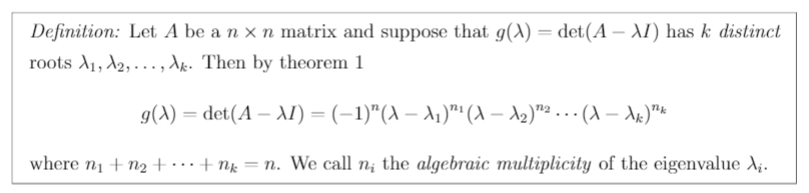 Definition: Let A be a n × n matrix and suppose that g(λ) = det(A − λI) has k distinct
roots λ₁, λ₂, . . . , λₖ. Then by theorem 1
g(λ) = det(A − λI) = (−1)ⁿ(λ − λ₁)ⁿ¹(λ − λ₂)ⁿ² · · · (λ − λₖ)ⁿᵏ
where n₁ + n₂ + · · · + nₖ = n. We call nᵢ the algebraic multiplicity of the eigenvalue λᵢ.